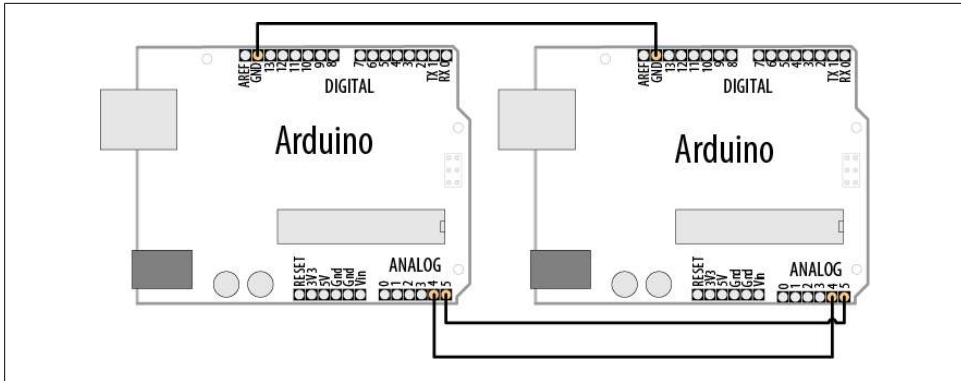 AREF
GND
13
12
11
10
9
8
7
6
5
4
3
2
TX 1
RX 0
DIGITAL
Arduino
RESET
3V3
5V
Gnd
Gnd
Vin
ANALOG
0
1
2
3
4
5
AREF
GND
13
12
11
10
9
8
7
6
5
4
3
2
TX 1
RX 0
DIGITAL
Arduino
RESET
3V3
5V
Grd
Grd
Vin
ANALOG
0
1
2
3
4
5